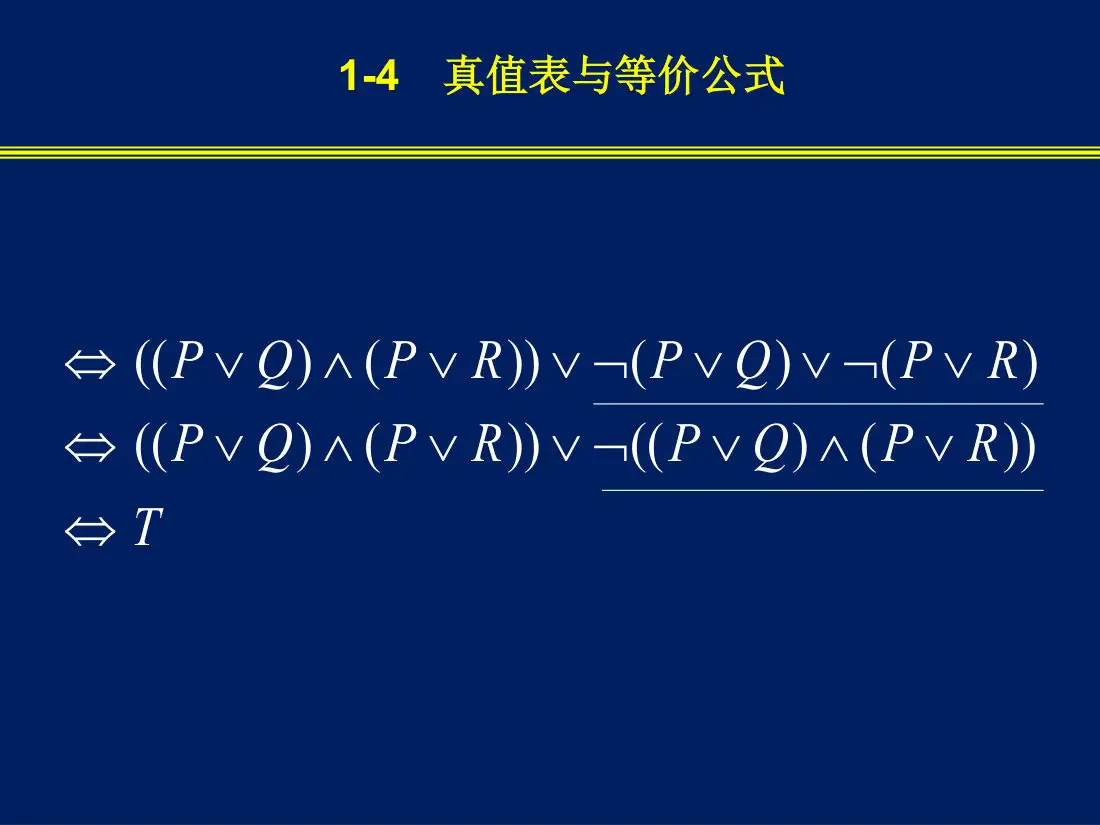 1-4 真值表与等价公式
⇔ ((P ∨ Q) ∧ (P ∨ R)) ∨ ¬(P ∨ Q) ∨ ¬(P ∨ R)
⇔ ((P ∨ Q) ∧ (P ∨ R)) ∨ ¬((P ∨ Q) ∧ (P ∨ R))
⇔ T